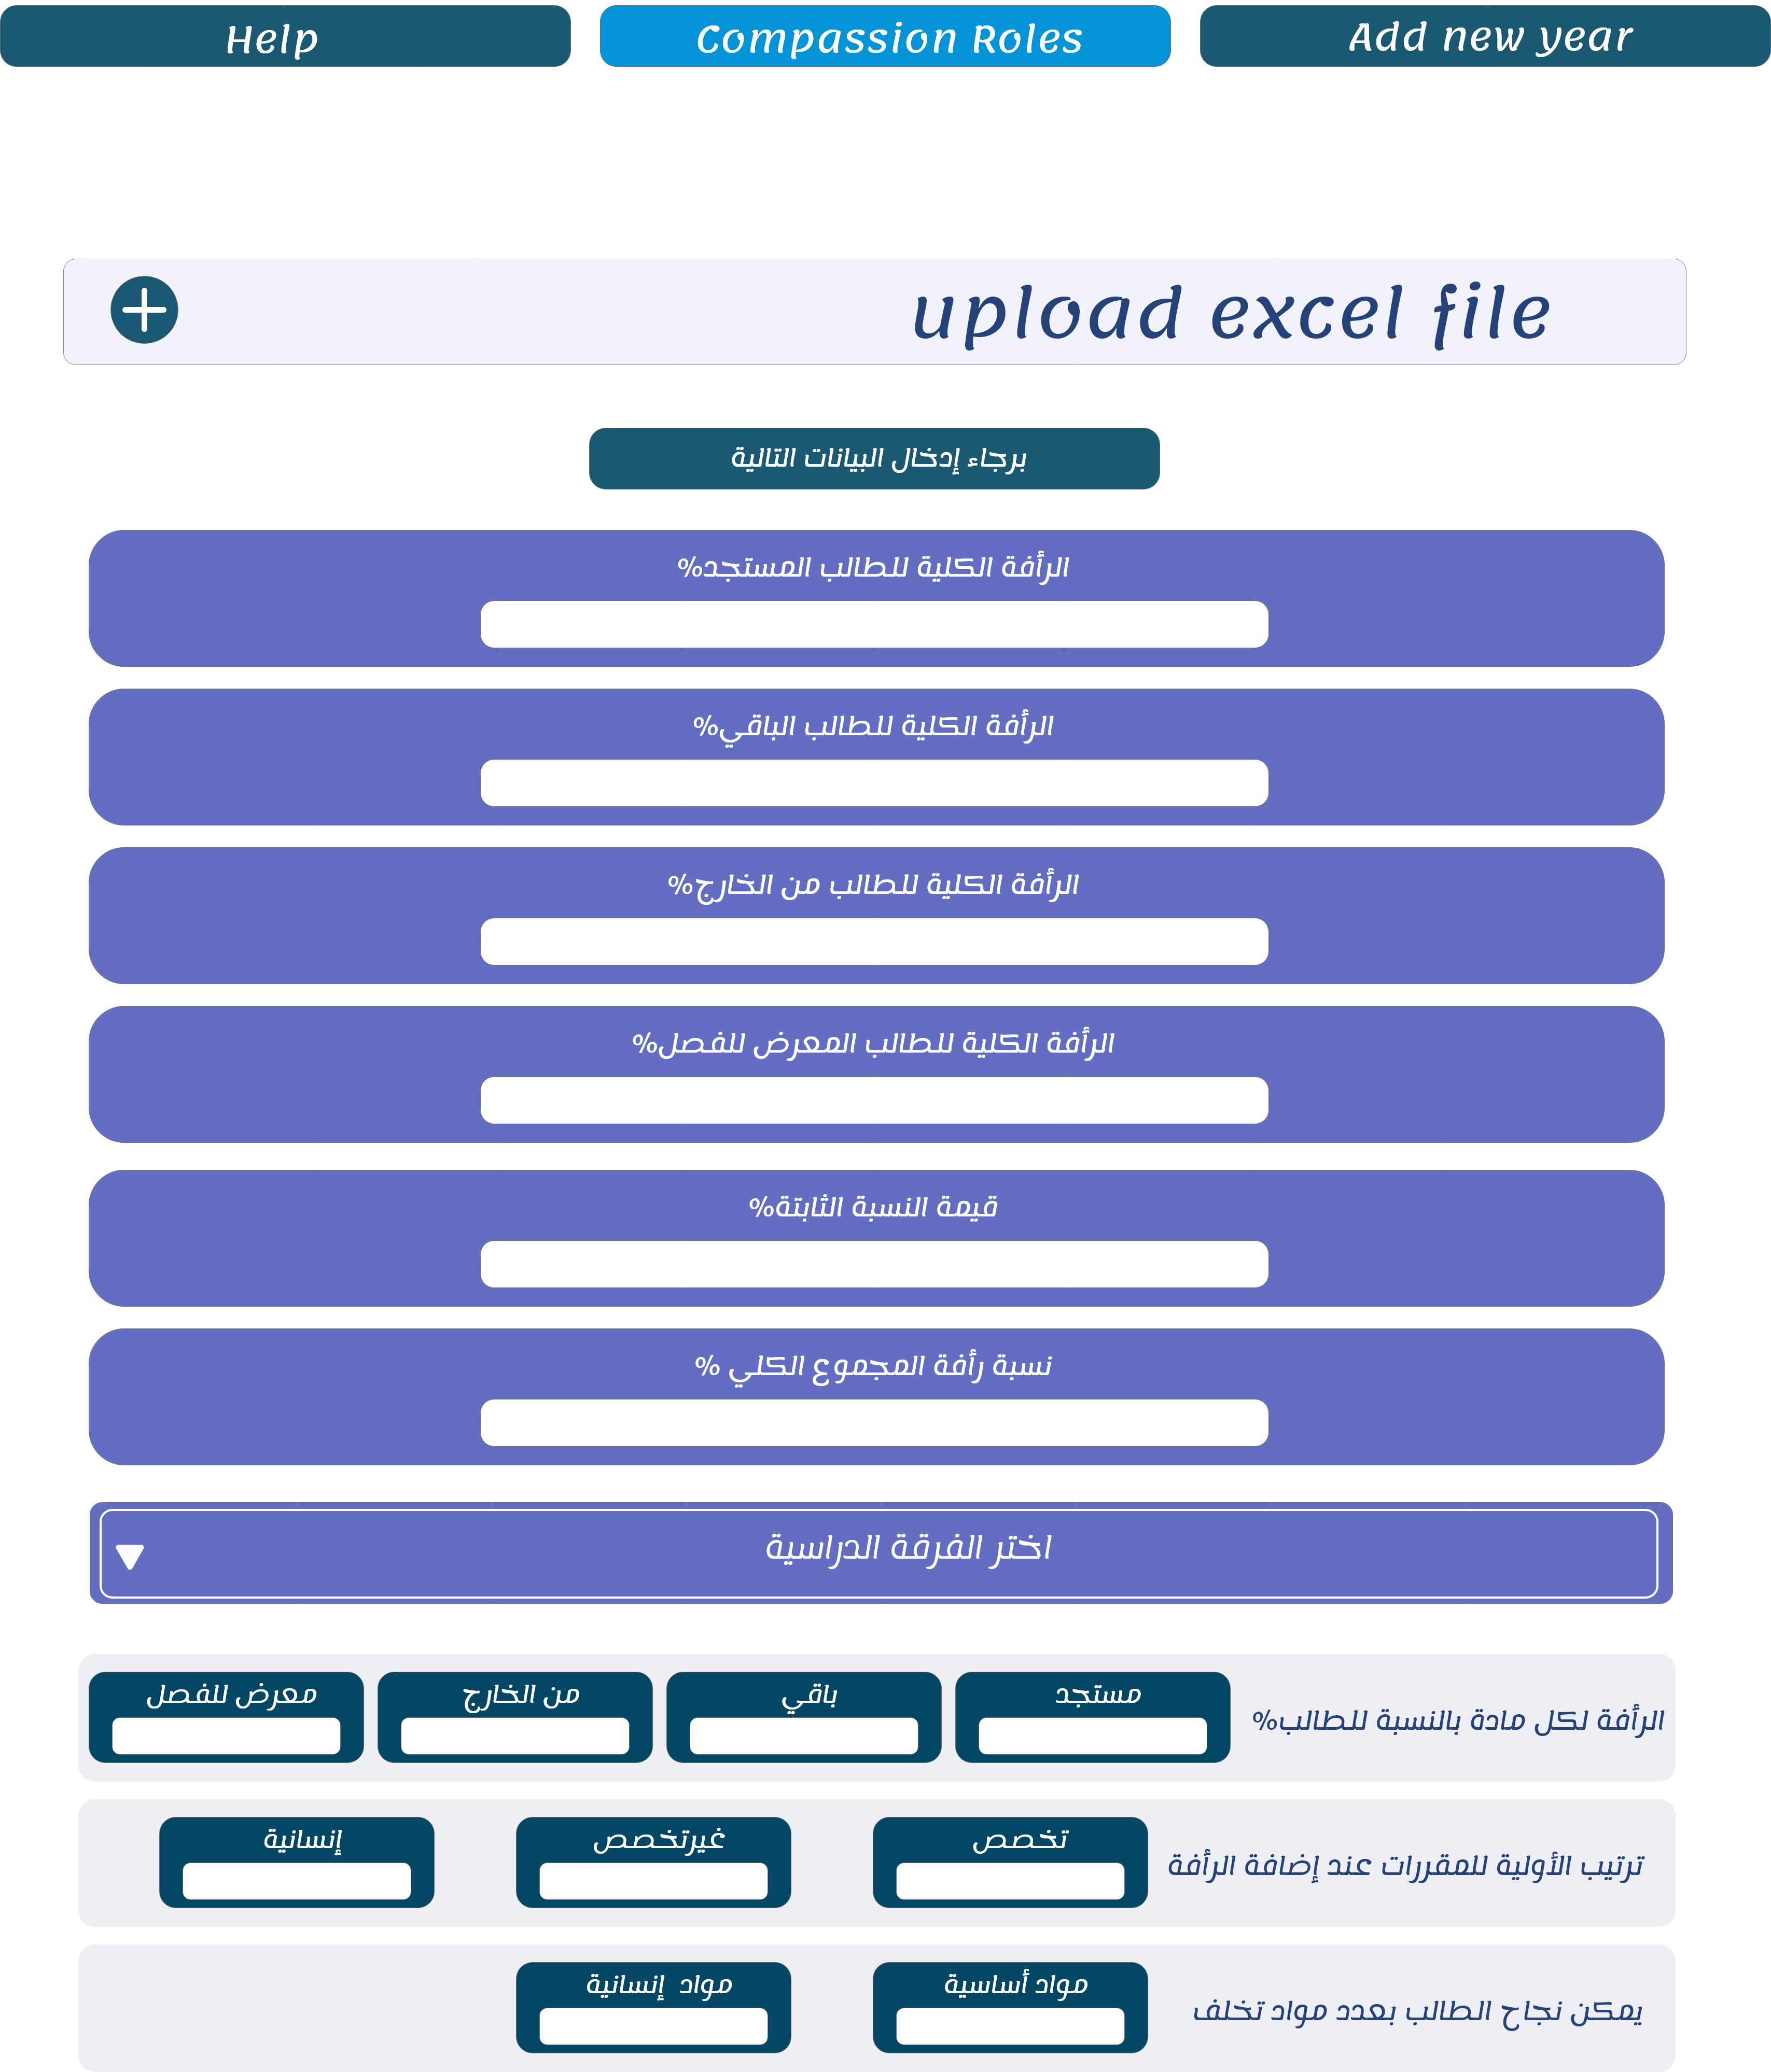 Help
Compassion Roles
Add new year
upload excel file
برجاء إدخال البيانات التالية
الرأفة الكلية للطالب المستجد%
الرأفة الكلية للطالب الباقي%
الرأفة الكلية للطالب من الخارج%
الرأفة الكلية للطالب المعرض للفصل%
قيمة النسبة الثابتة%
نسبة رأفة المجموع الكلي %
اختر الفرقة الدراسية
الرأفة لكل مادة بالنسبة للطالب%
مستجد
باقي
من الخارج
معرض للفصل
ترتيب الأولية للمقررات عند إضافة الرأفة
تخصص
غيرتخصص
إنسانية
يمكن نجاح الطالب بعدد مواد تخلف
مواد أساسية
مواد إنسانية